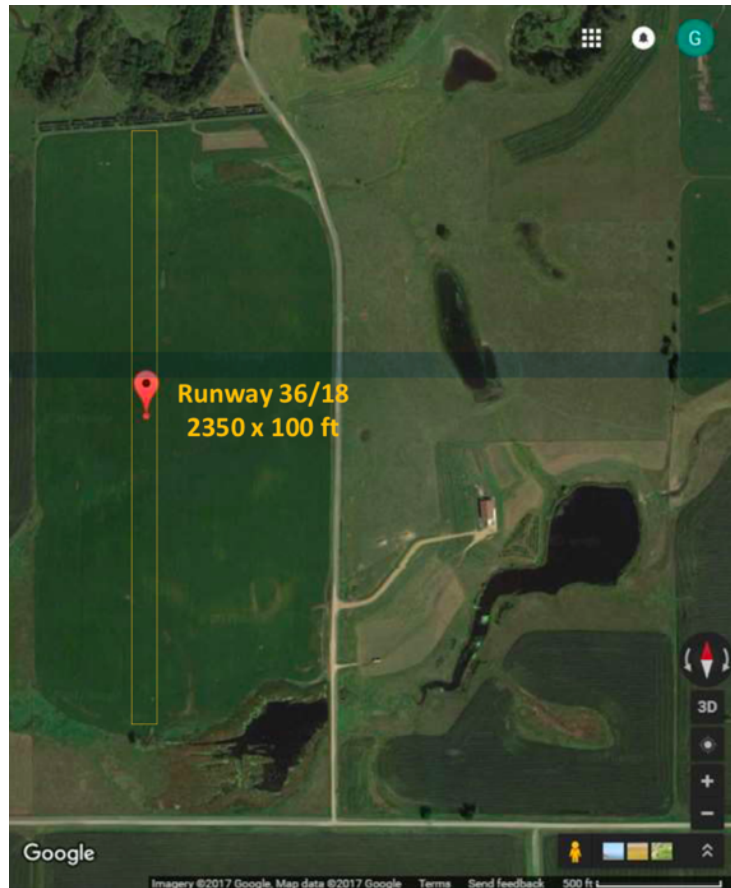 G
Runway 36/18
2350 x 100 ft
3D
+
−
Google
Imagery ©2017 Google, Map data ©2017 Google Terms Send feedback 500 ft